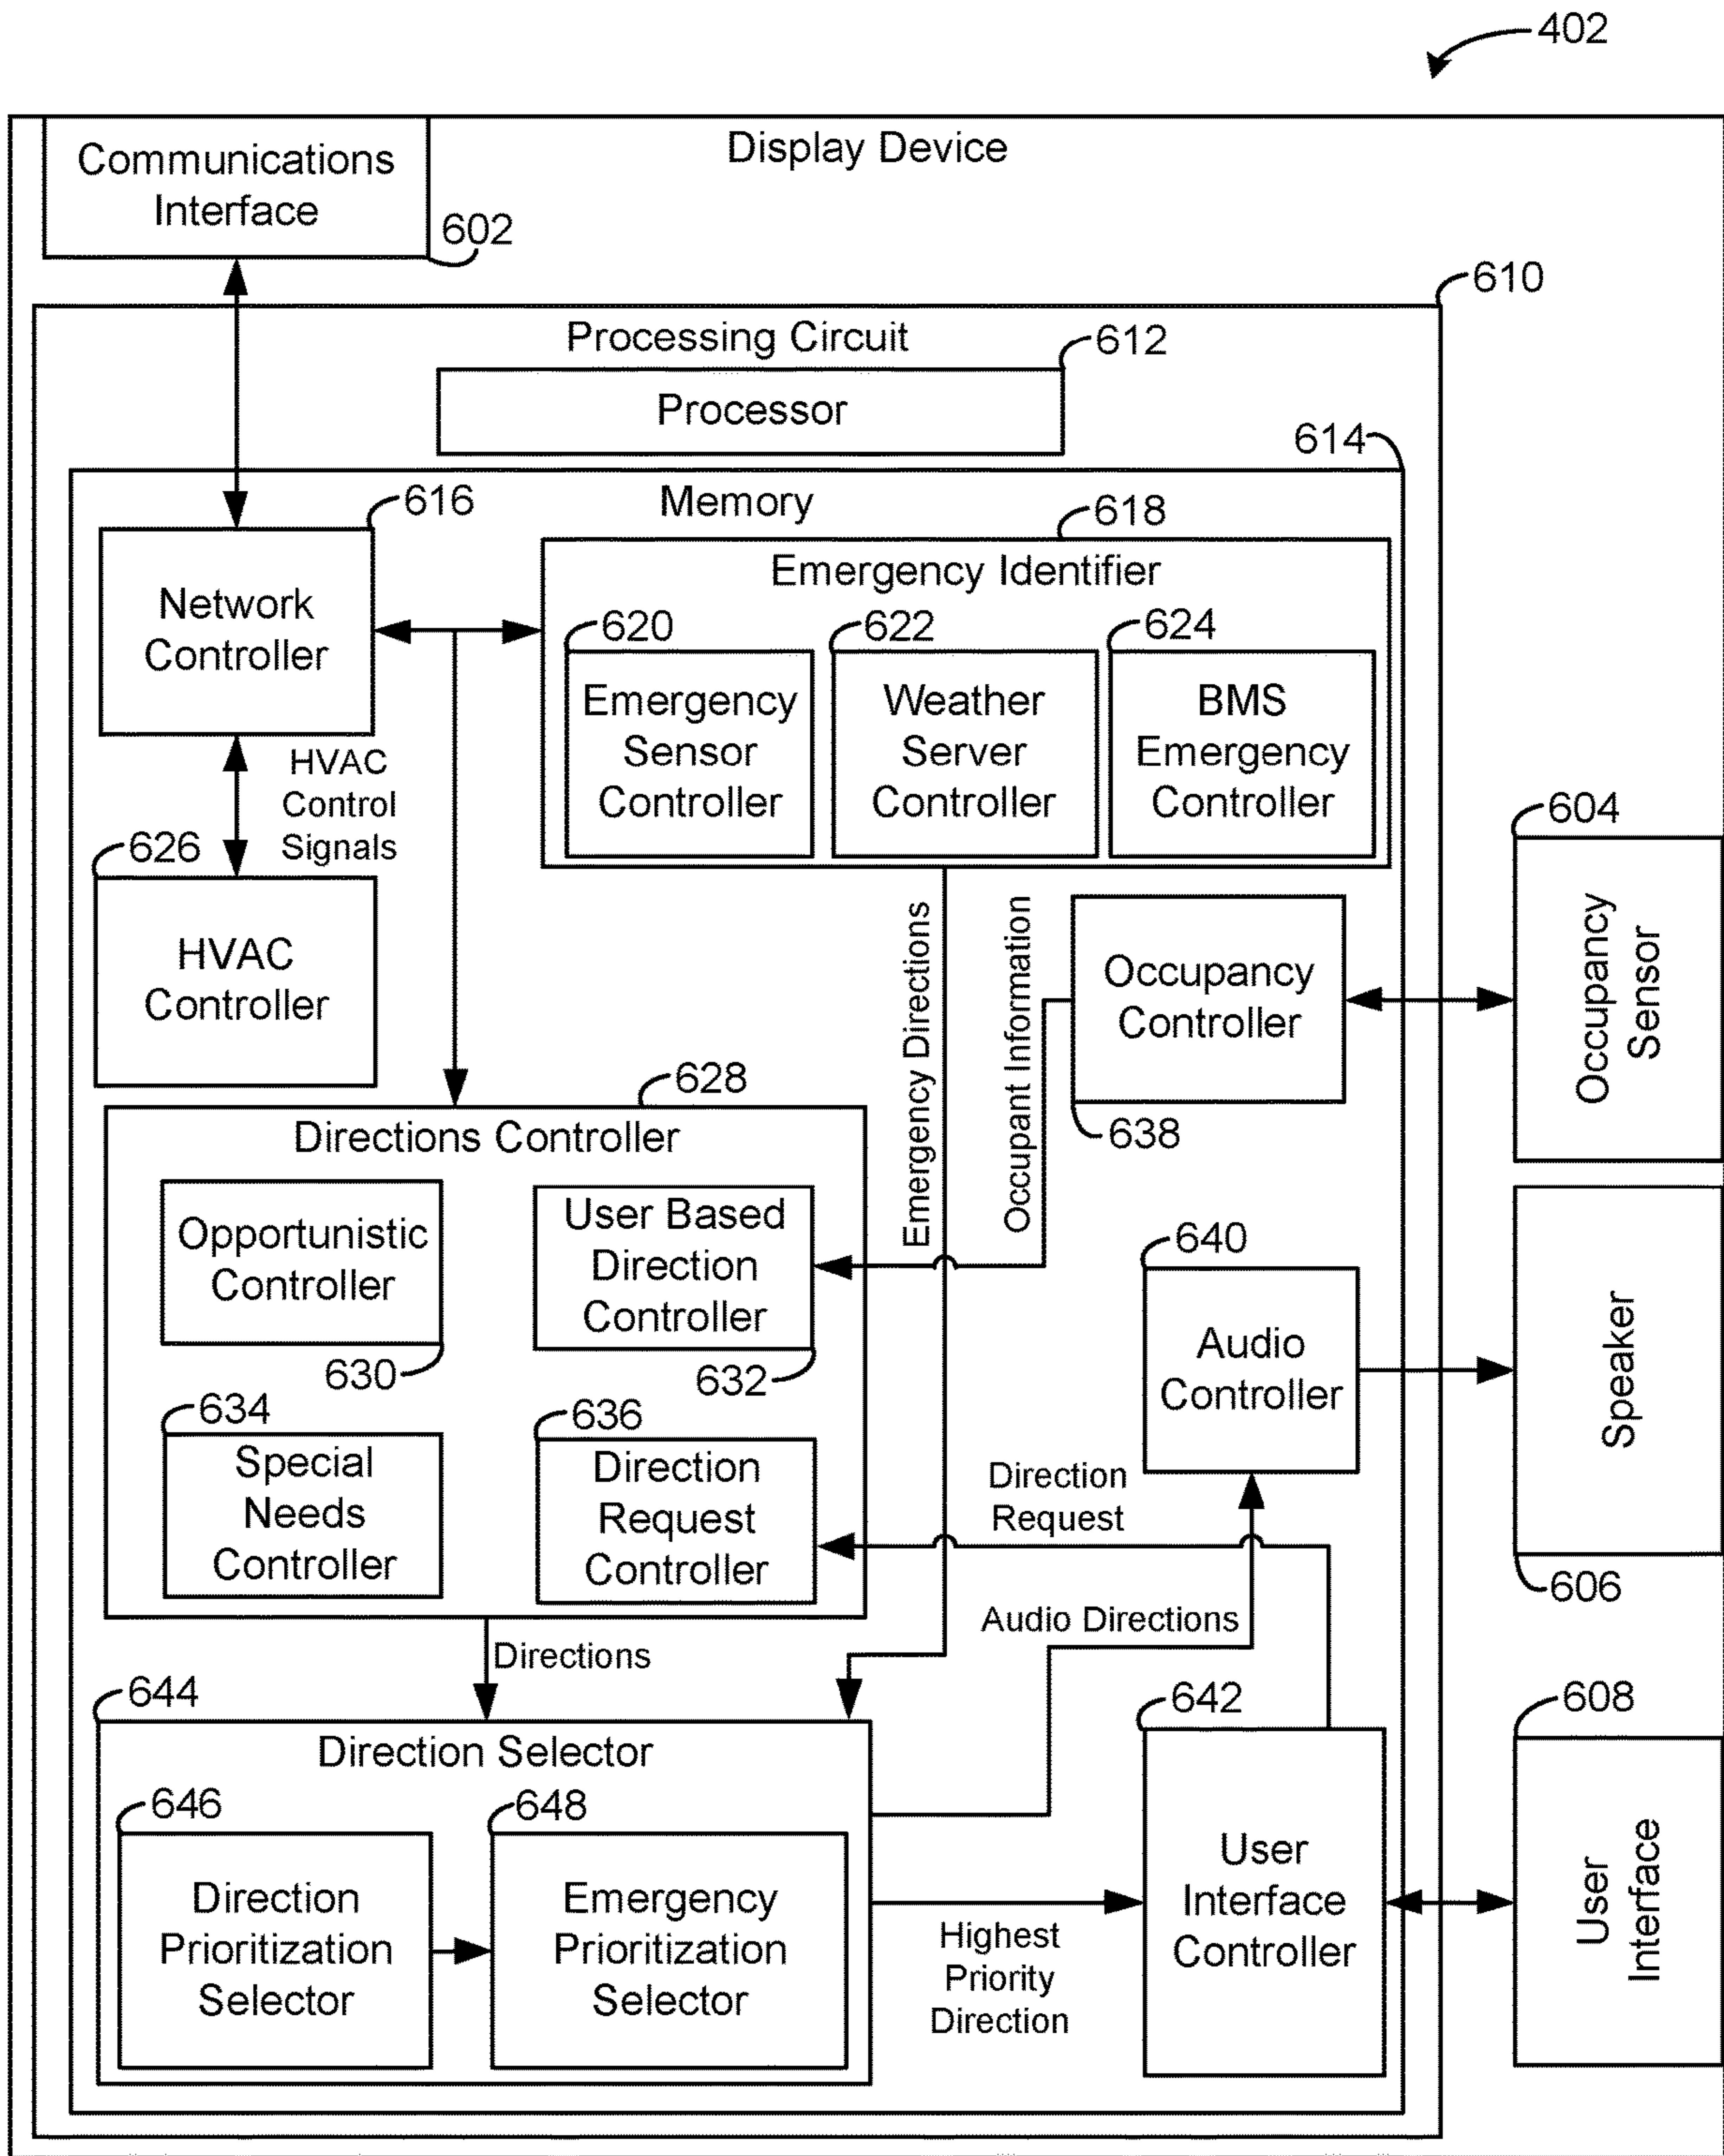 402
Display Device
Communications
Interface
602
610
Processing Circuit
612
Processor
614
Memory
616
Network
Controller
618
Emergency Identifier
620
Emergency
Sensor
Controller
622
Weather
Server
Controller
624
BMS
Emergency
Controller
HVAC
Control
Signals
626
HVAC
Controller
Emergency Directions
Occupant Information
Occupancy
Controller
638
604
Occupancy
Sensor
628
Directions Controller
Opportunistic
Controller
630
User Based
Direction
Controller
632
634
Special
Needs
Controller
636
Direction
Request
Controller
640
Audio
Controller
Speaker
606
Direction
Request
Audio Directions
Directions
644
Direction Selector
646
Direction
Prioritization
Selector
648
Emergency
Prioritization
Selector
Highest
Priority
Direction
642
User
Interface
Controller
608
User
Interface